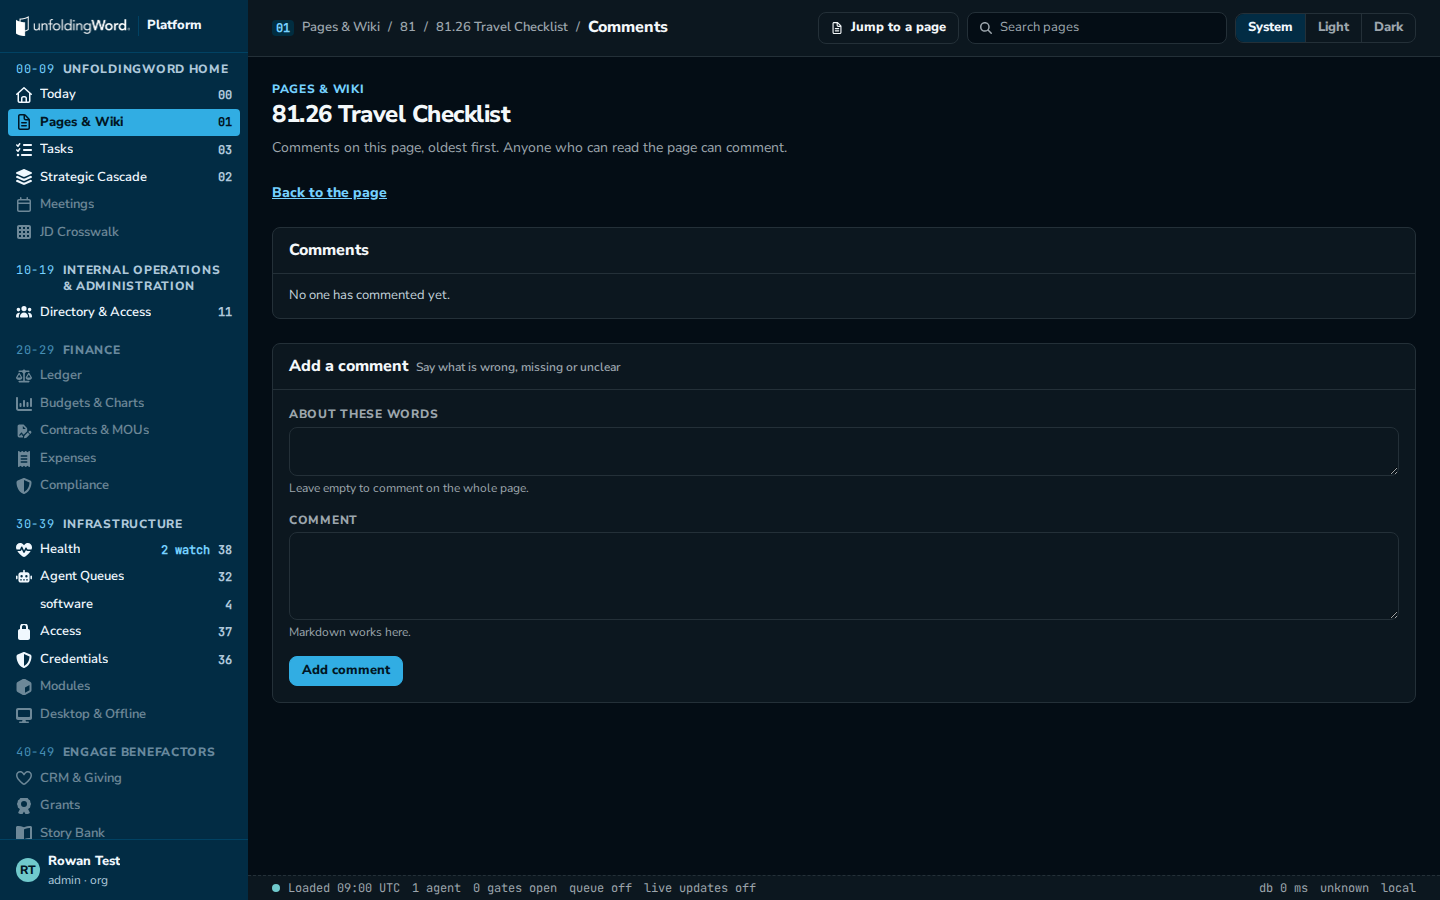 unfoldingWord Platform
01 Pages & Wiki / 81 / 81.26 Travel Checklist / Comments
Jump to a page
Search pages
System Light Dark
00-09 UNFOLDINGWORD HOME
Today 00
Pages & Wiki 01
Tasks 03
Strategic Cascade 02
Meetings
JD Crosswalk
10-19 INTERNAL OPERATIONS
& ADMINISTRATION
Directory & Access 11
20-29 FINANCE
Ledger
Budgets & Charts
Contracts & MOUs
Expenses
Compliance
30-39 INFRASTRUCTURE
Health 2 watch 38
Agent Queues 32
software 4
Access 37
Credentials 36
Modules
Desktop & Offline
40-49 ENGAGE BENEFACTORS
CRM & Giving
Grants
Story Bank
RT Rowan Test
admin · org
PAGES & WIKI
81.26 Travel Checklist
Comments on this page, oldest first. Anyone who can read the page can comment.
Back to the page
Comments
No one has commented yet.
Add a comment Say what is wrong, missing or unclear
ABOUT THESE WORDS
Leave empty to comment on the whole page.
COMMENT
Markdown works here.
Add comment
Loaded 09:00 UTC 1 agent 0 gates open queue off live updates off
db 0 ms unknown local